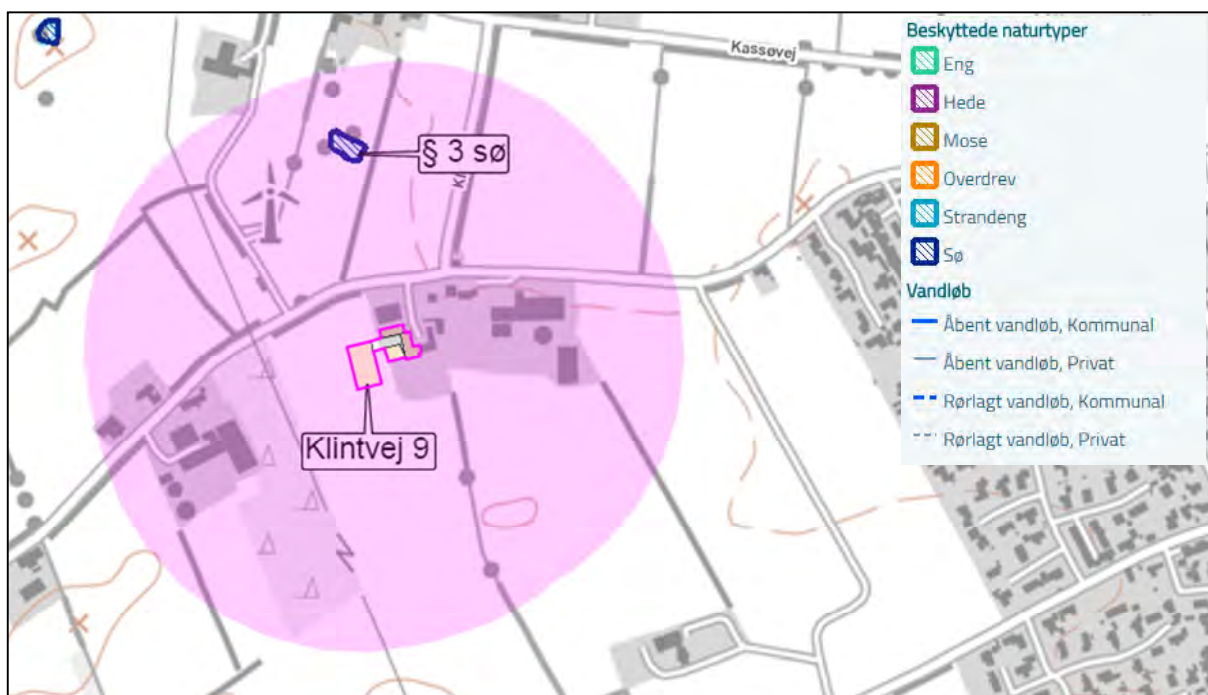 Kassøvej
§ 3 sø
Kl
Klintvej 9
Beskyttede naturtyper
Eng
Hede
Mose
Overdrev
Strandeng
Sø
Vandløb
Åbent vandløb, Kommunal
Åbent vandløb, Privat
Rørlagt vandløb, Kommunal
Rørlagt vandløb, Privat